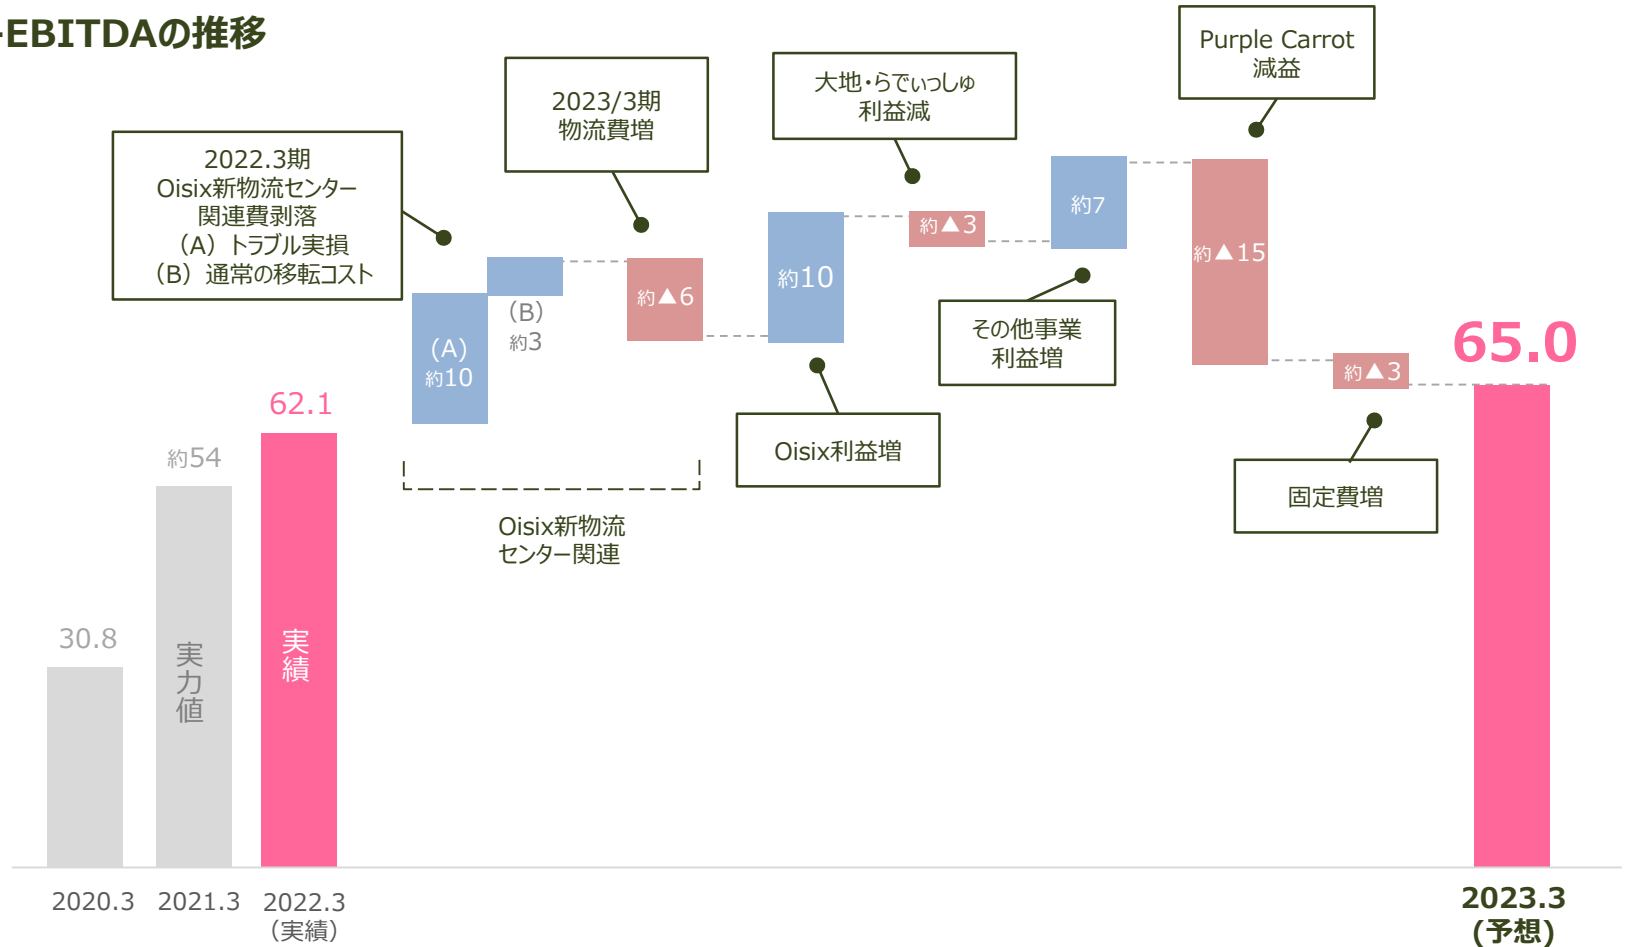 -EBITDAの推移
2022.3期
Oisix新物流センター
関連費剥落
（A）トラブル実損
（B）通常の移転コスト
2023/3期
物流費増
大地・らでぃっしゅ
利益減
Purple Carrot
減益
（A）
約10
（B）
約3
約▲6
約10
約▲3
約7
約▲15
約▲3
その他事業
利益増
Oisix利益増
固定費増
Oisix新物流
センター関連
30.8
約54
62.1
65.0
実力値
実績
2020.3
2021.3
2022.3
（実績）
2023.3
(予想)